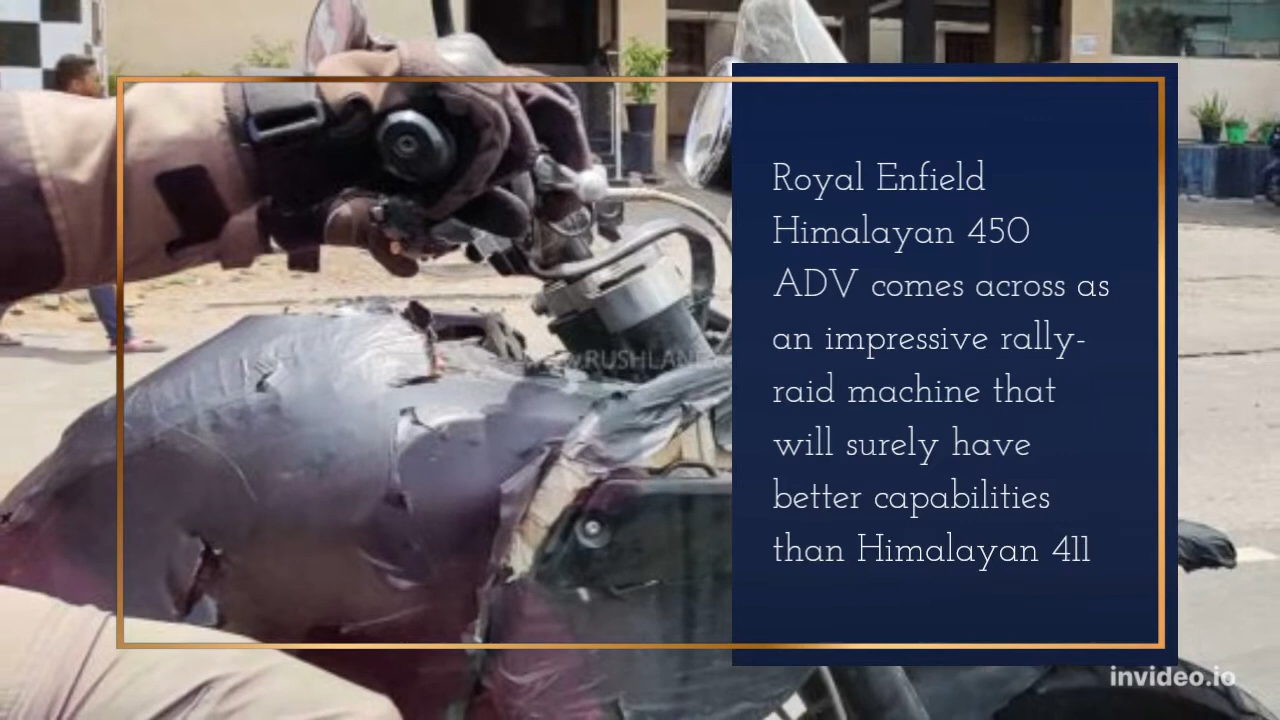 Royal Enfield
Himalayan 450
ADV comes across as
an impressive rally-
raid machine that
will surely have
better capabilities
than Himalayan 411
RUSHLAN
invideo.io